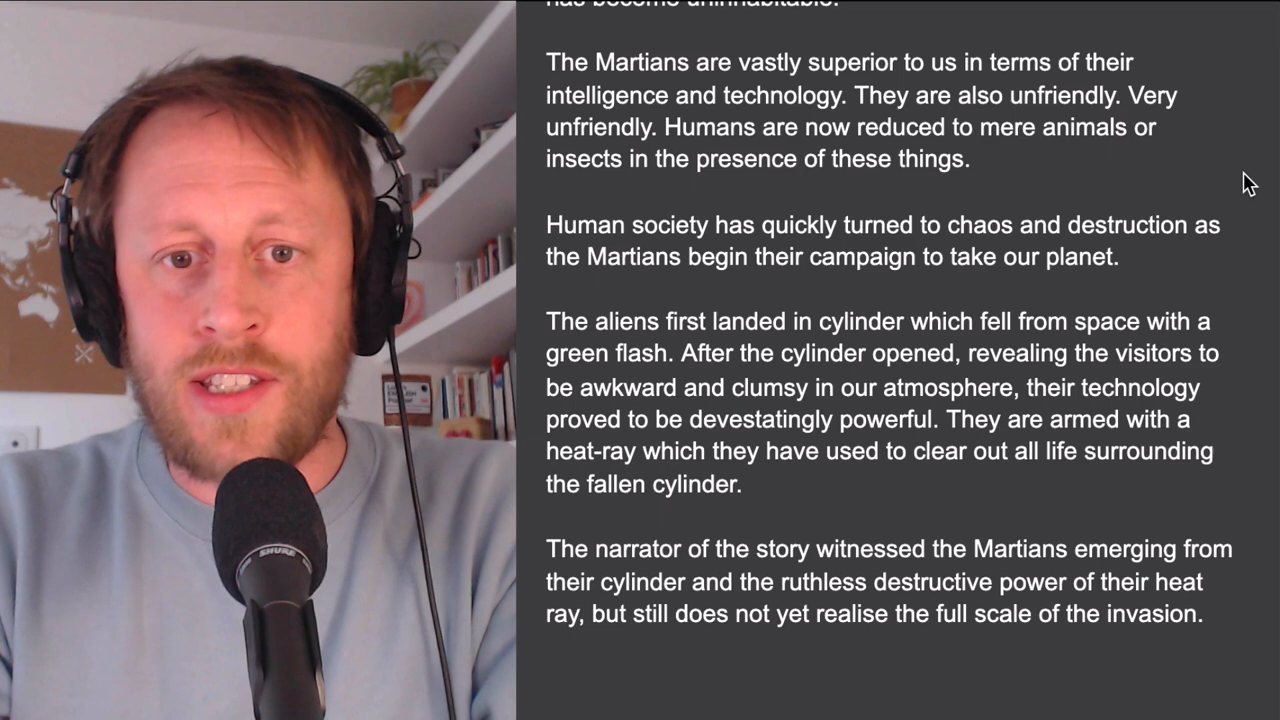 has become uninhabitable.
The Martians are vastly superior to us in terms of their
intelligence and technology. They are also unfriendly. Very
unfriendly. Humans are now reduced to mere animals or
insects in the presence of these things.
Human society has quickly turned to chaos and destruction as
the Martians begin their campaign to take our planet.
The aliens first landed in cylinder which fell from space with a
green flash. After the cylinder opened, revealing the visitors to
be awkward and clumsy in our atmosphere, their technology
proved to be devestatingly powerful. They are armed with a
heat-ray which they have used to clear out all life surrounding
the fallen cylinder.
The narrator of the story witnessed the Martians emerging from
their cylinder and the ruthless destructive power of their heat
ray, but still does not yet realise the full scale of the invasion.
SHURE